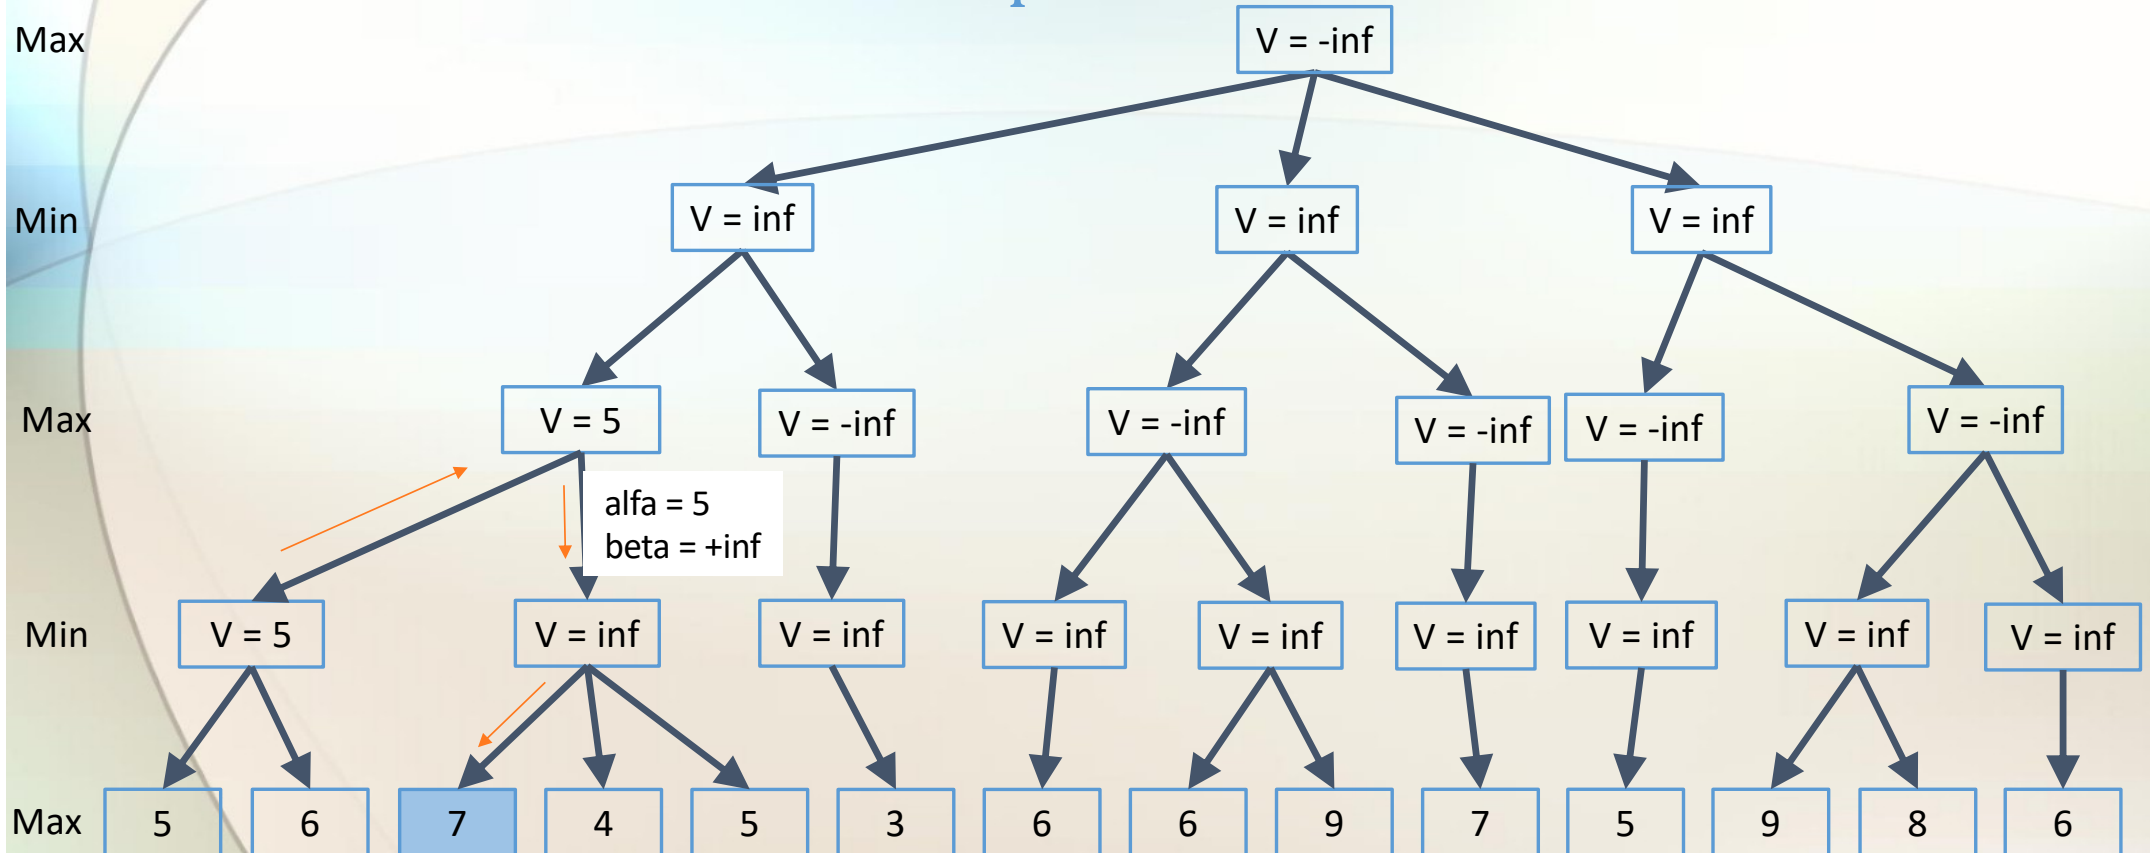 Max
V = -inf
Min
V = inf
V = inf
V = inf
Max
V = 5
V = -inf
V = -inf
V = -inf
V = -inf
V = -inf
alfa = 5
beta = +inf
Min
V = 5
V = inf
V = inf
V = inf
V = inf
V = inf
V = inf
V = inf
V = inf
Max
5
6
7
4
5
3
6
6
9
7
5
9
8
6